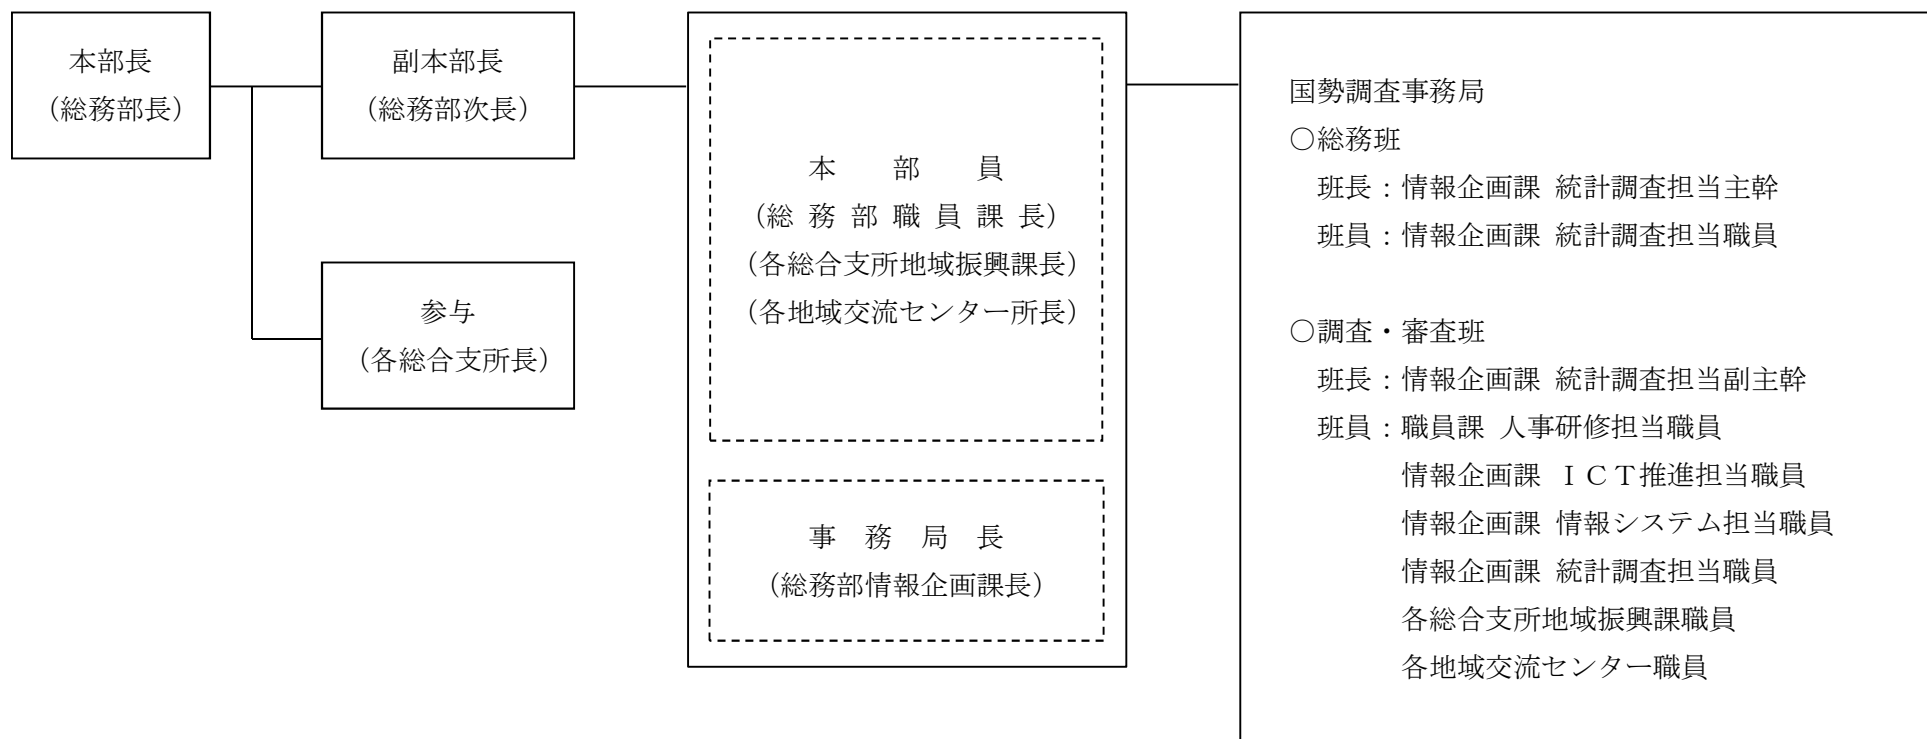 本部長
（総務部長）
副本部長
（総務部次長）
参与
（各総合支所長）
本　部　員
（総 務 部 職 員 課 長）
（各総合支所地域振興課長）
（各地域交流センター所長）
事　務　局　長
（総務部情報企画課長）
国勢調査事務局
○総務班
班長：情報企画課 統計調査担当主幹
班員：情報企画課 統計調査担当職員
○調査・審査班
班長：情報企画課 統計調査担当副主幹
班員：職員課 人事研修担当職員
情報企画課 ＩＣＴ推進担当職員
情報企画課 情報システム担当職員
情報企画課 統計調査担当職員
各総合支所地域振興課職員
各地域交流センター職員